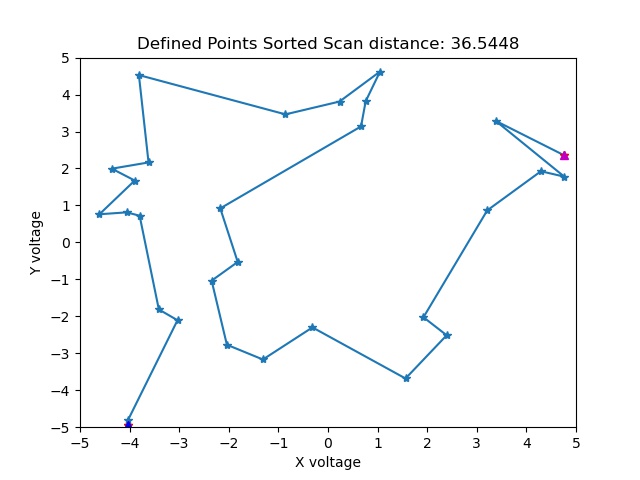 Defined Points Sorted Scan distance: 36.5448
5
4
3
2
1
0
−1
−2
−3
−4
−5
Y voltage
−5 −4 −3 −2 −1 0 1 2 3 4 5
X voltage